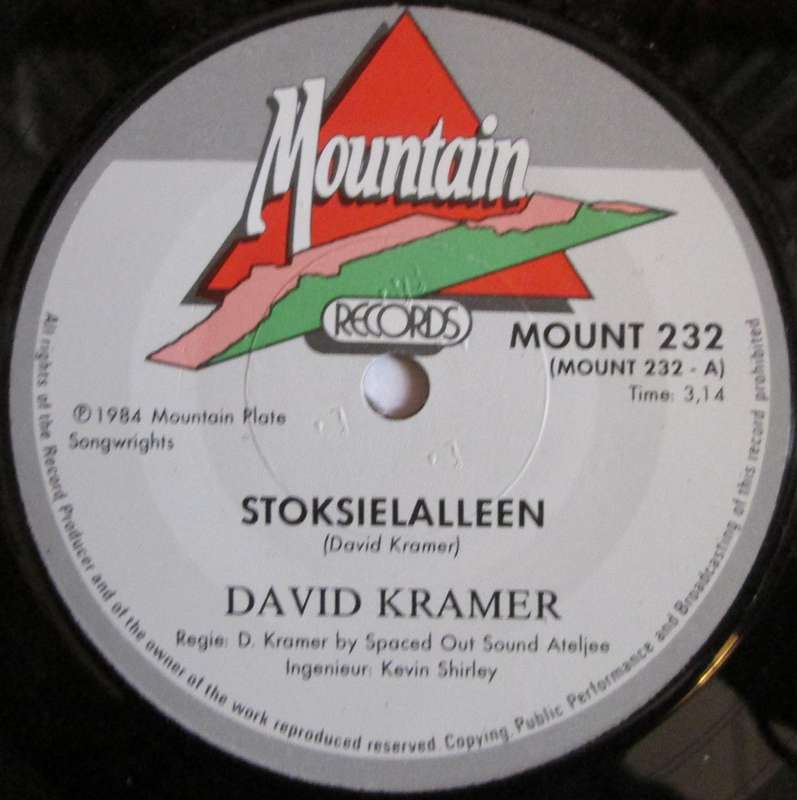 Mountain
RECORDS
MOUNT 232
(MOUNT 232 - A)
Time: 3,14
℗ 1984 Mountain Plate
Songwrights
STOKSIELALLEEN
(David Kramer)
DAVID KRAMER
Regie: D. Kramer by Spaced Out Sound Ateljee
Ingenieur: Kevin Shirley
All rights of the Record Producer and of the owner of the work reproduced reserved. Copying, Public Performance and Broadcasting of this record prohibited